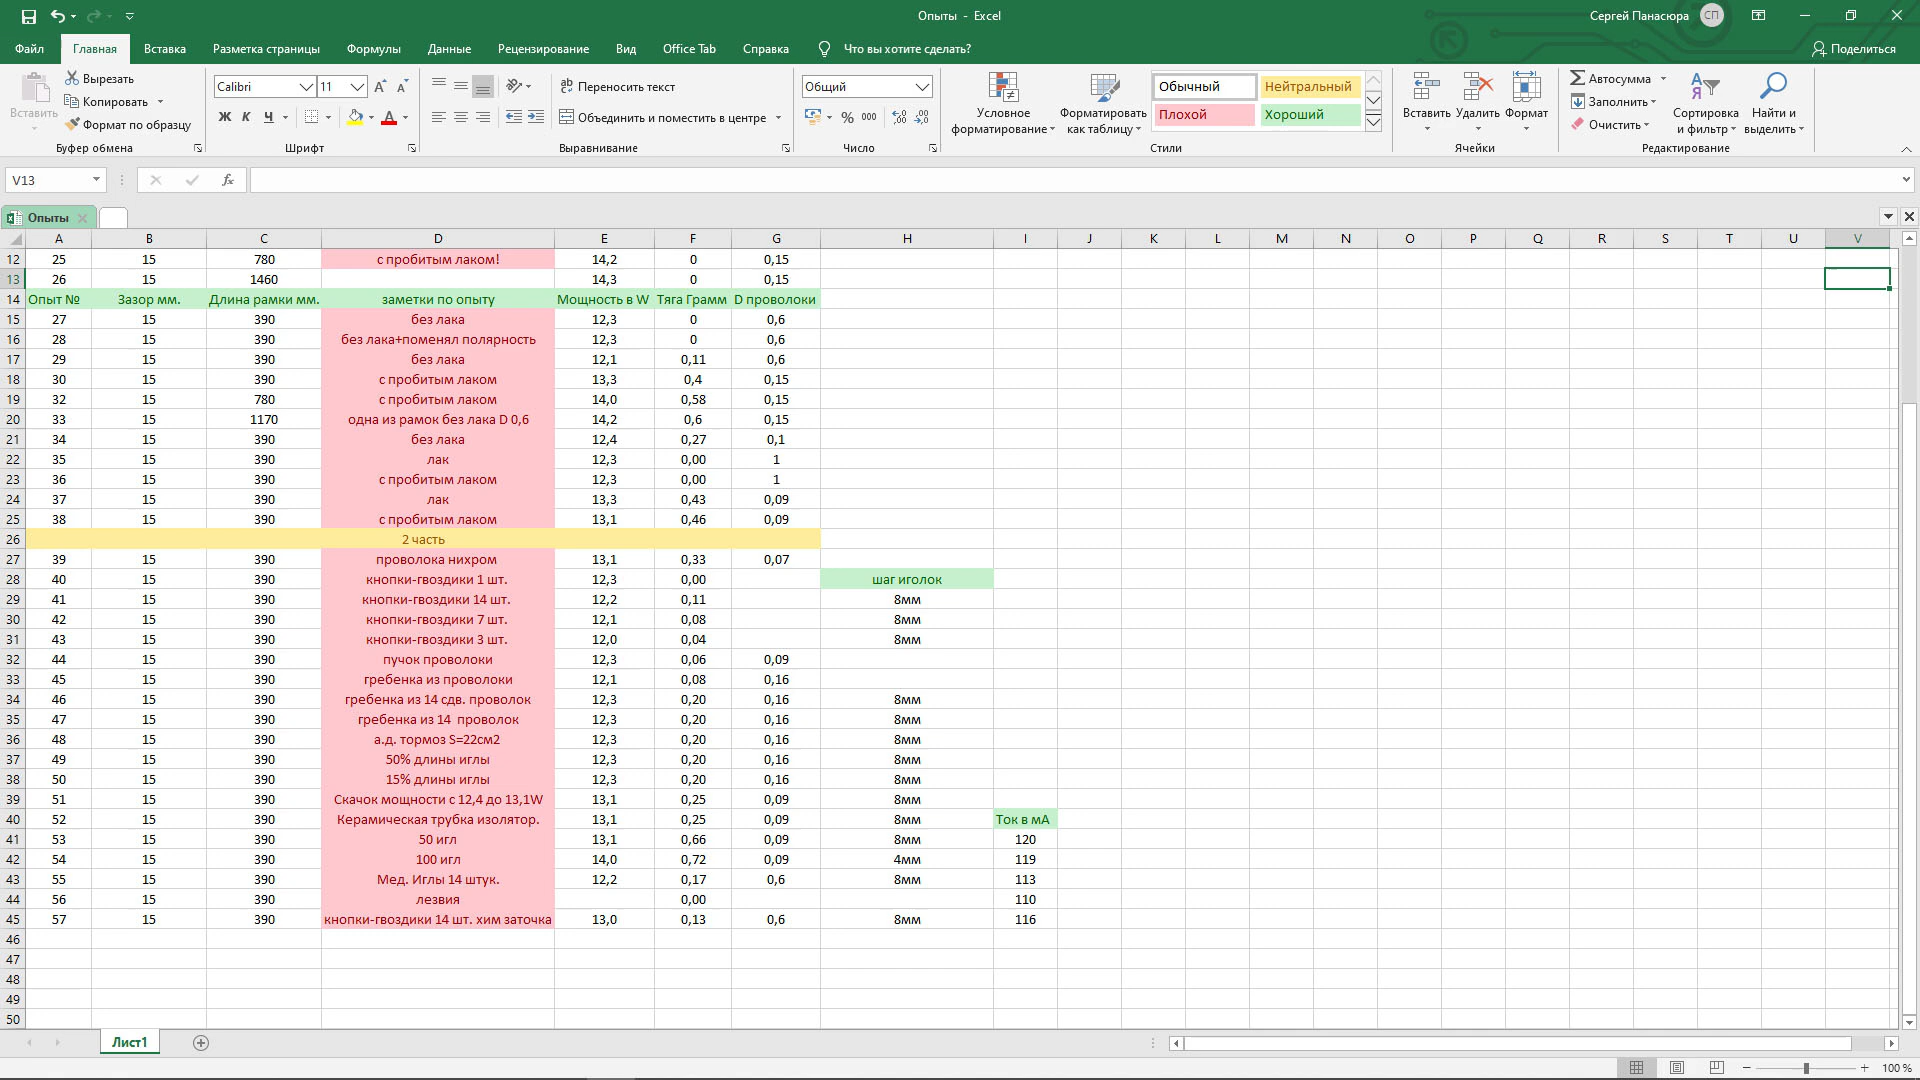 Опыты - Excel
Сергей Панасюра СП
Файл Главная Вставка Разметка страницы Формулы Данные Рецензирование Вид Office Tab Справка Что вы хотите сделать? Поделиться
Вставить
Вырезать
Копировать
Формат по образцу
Буфер обмена
Calibri 11
Ж К Ч
Шрифт
Переносить текст
Объединить и поместить в центре
Выравнивание
Общий
% 000
Число
Условное форматирование
Форматировать как таблицу
Обычный Нейтральный
Плохой Хороший
Стили
Вставить Удалить Формат
Ячейки
Автосумма
Заполнить
Очистить
Сортировка и фильтр
Найти и выделить
Редактирование
V13 fx
Опыты
A B C D E F G H I J K L M N O P Q R S T U V
12 25 15 780 с пробитым лаком! 14,2 0 0,15
13 26 15 1460 14,3 0 0,15
14 Опыт № Зазор мм. Длина рамки мм. заметки по опыту Мощность в W Тяга Грамм D проволоки
15 27 15 390 без лака 12,3 0 0,6
16 28 15 390 без лака+поменял полярность 12,3 0 0,6
17 29 15 390 без лака 12,1 0,11 0,6
18 30 15 390 с пробитым лаком 13,3 0,4 0,15
19 32 15 780 с пробитым лаком 14,0 0,58 0,15
20 33 15 1170 одна из рамок без лака D 0,6 14,2 0,6 0,15
21 34 15 390 без лака 12,4 0,27 0,1
22 35 15 390 лак 12,3 0,00 1
23 36 15 390 с пробитым лаком 12,3 0,00 1
24 37 15 390 лак 13,3 0,43 0,09
25 38 15 390 с пробитым лаком 13,1 0,46 0,09
26 2 часть
27 39 15 390 проволока нихром 13,1 0,33 0,07
28 40 15 390 кнопки-гвоздики 1 шт. 12,3 0,00 шаг иголок
29 41 15 390 кнопки-гвоздики 14 шт. 12,2 0,11 8мм
30 42 15 390 кнопки-гвоздики 7 шт. 12,1 0,08 8мм
31 43 15 390 кнопки-гвоздики 3 шт. 12,0 0,04 8мм
32 44 15 390 пучок проволоки 12,3 0,06 0,09
33 45 15 390 гребенка из проволоки 12,1 0,08 0,16
34 46 15 390 гребенка из 14 сдв. проволок 12,3 0,20 0,16 8мм
35 47 15 390 гребенка из 14 проволок 12,3 0,20 0,16 8мм
36 48 15 390 а.д. тормоз S=22см2 12,3 0,20 0,16 8мм
37 49 15 390 50% длины иглы 12,3 0,20 0,16 8мм
38 50 15 390 15% длины иглы 12,3 0,20 0,16 8мм
39 51 15 390 Скачок мощности с 12,4 до 13,1W 13,1 0,25 0,09 8мм
40 52 15 390 Керамическая трубка изолятор. 13,1 0,25 0,09 8мм Ток в мА
41 53 15 390 50 игл 13,1 0,66 0,09 8мм 120
42 54 15 390 100 игл 14,0 0,72 0,09 4мм 119
43 55 15 390 Мед. Иглы 14 штук. 12,2 0,17 0,6 8мм 113
44 56 15 390 лезвия 0,00 110
45 57 15 390 кнопки-гвоздики 14 шт. хим заточка 13,0 0,13 0,6 8мм 116
46
47
48
49
50
Лист1
100 %